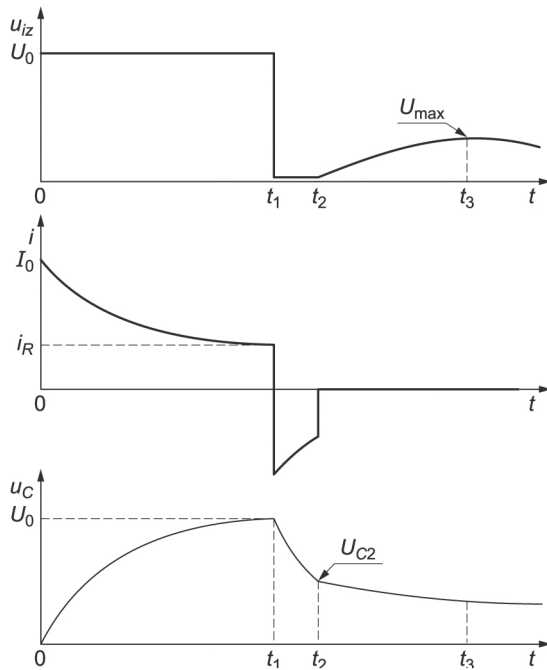 u_iz
U_0
U_max
0 t_1 t_2 t_3 t
i
I_0
i_R
0 t
u_C
U_0
U_C2
0 t_1 t_2 t_3 t